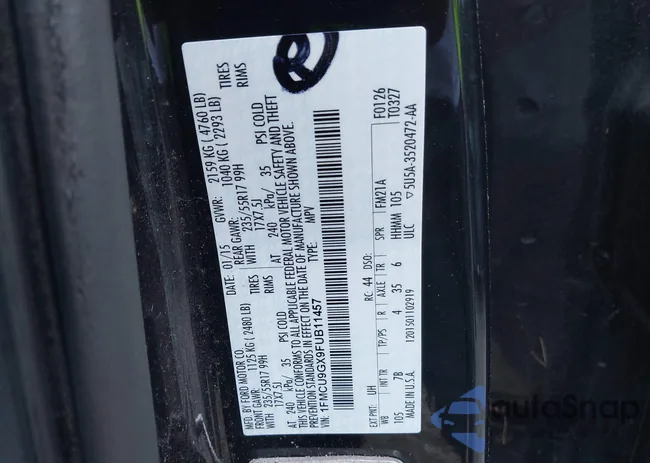 R
MFD. BY FORD MOTOR CO. IN U.S.A.
DATE: 01/15 GVWR: 2159 KG ( 4760 LB)
FRONT GAWR: 1125 KG (2480 LB) REAR GAWR: 1040 KG ( 2293 LB)
235/55R17 99H TIRES WITH 235/55R17 99H TIRES
17X7.5J RIMS 17X7.5J RIMS
AT 240 kPa/ 35 PSI COLD AT 240 kPa/ 35 PSI COLD
THIS VEHICLE CONFORMS TO ALL APPLICABLE FEDERAL MOTOR VEHICLE SAFETY AND THEFT
PREVENTION STANDARDS IN EFFECT ON THE DATE OF MANUFACTURE SHOWN ABOVE.
VIN: 1FMCU9GX9FUB11457 TYPE: MPV
F0126
T0327
EXT PNT: UH RC: 44 DSO:
WB INT TR TP/PS R AXLE TR SPR FM21A
105 7B 4 35 6 HHMM 105
1201501102919 ULC ▽5U5A-3520472-AA
autoSnap